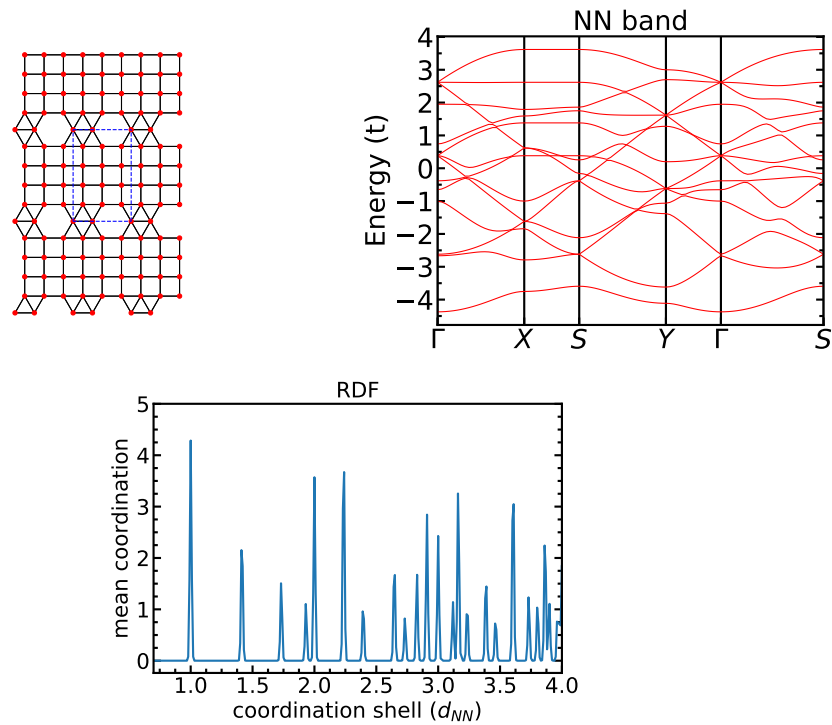 NN band
Energy (t)
4
3
2
1
0
−1
−2
−3
−4
Γ X S Y Γ S
RDF
mean coordination
5
4
3
2
1
0
1.0 1.5 2.0 2.5 3.0 3.5 4.0
coordination shell (d_NN)